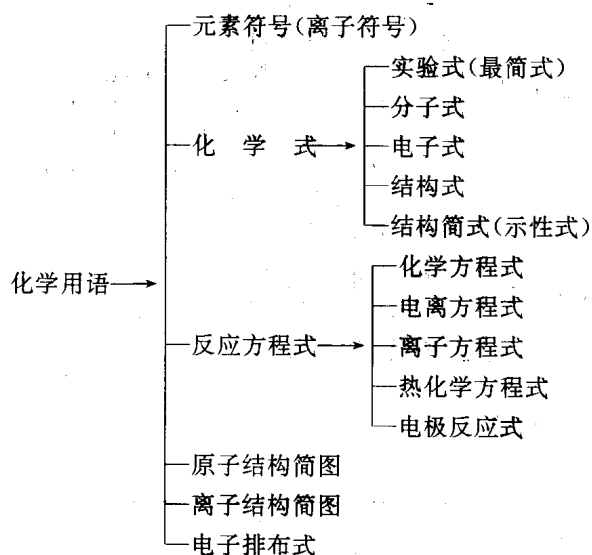 元素符号(离子符号)
实验式(最简式)
分子式
化 学 式
电子式
结构式
结构简式(示性式)
化学方程式
化学用语
电离方程式
反应方程式
离子方程式
热化学方程式
电极反应式
原子结构简图
离子结构简图
电子排布式